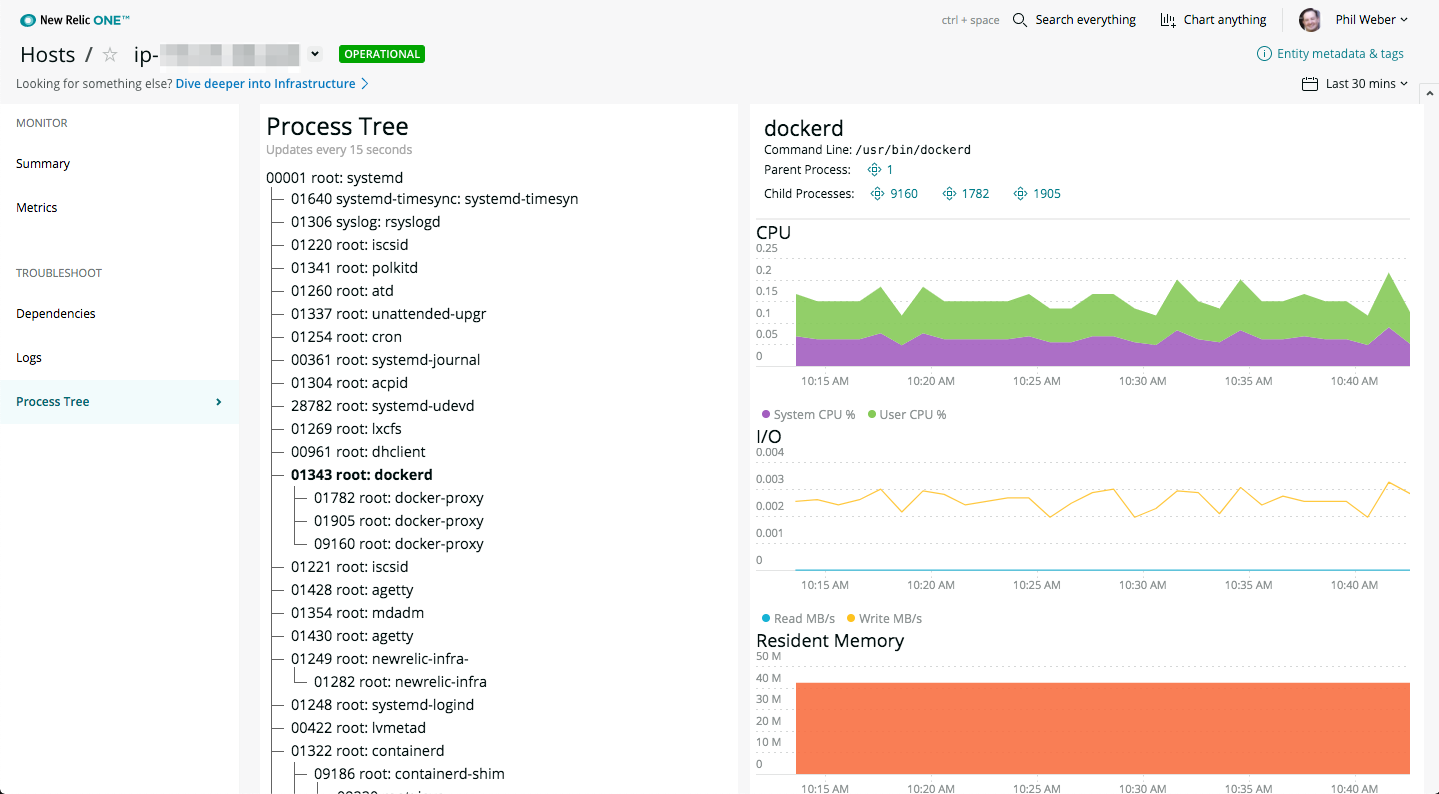 New Relic ONE™
ctrl + space Search everything Chart anything Phil Weber
Hosts / ip- OPERATIONAL
Entity metadata & tags
Looking for something else? Dive deeper into Infrastructure
Last 30 mins
MONITOR
Summary
Metrics
TROUBLESHOOT
Dependencies
Logs
Process Tree
Process Tree
Updates every 15 seconds
00001 root: systemd
01640 systemd-timesync: systemd-timesyn
01306 syslog: rsyslogd
01220 root: iscsid
01341 root: polkitd
01260 root: atd
01337 root: unattended-upgr
01254 root: cron
00361 root: systemd-journal
01304 root: acpid
28782 root: systemd-udevd
01269 root: lxcfs
00961 root: dhclient
01343 root: dockerd
01782 root: docker-proxy
01905 root: docker-proxy
09160 root: docker-proxy
01221 root: iscsid
01428 root: agetty
01354 root: mdadm
01430 root: agetty
01249 root: newrelic-infra-
01282 root: newrelic-infra
01248 root: systemd-logind
00422 root: lvmetad
01322 root: containerd
09186 root: containerd-shim
dockerd
Command Line: /usr/bin/dockerd
Parent Process: 1
Child Processes: 9160 1782 1905
CPU
0.25
0.2
0.15
0.1
0.05
0
10:15 AM 10:20 AM 10:25 AM 10:30 AM 10:35 AM 10:40 AM
System CPU % User CPU %
I/O
0.004
0.003
0.002
0.001
0
10:15 AM 10:20 AM 10:25 AM 10:30 AM 10:35 AM 10:40 AM
Read MB/s Write MB/s
Resident Memory
50 M
40 M
30 M
20 M
10 M
0
10:15 AM 10:20 AM 10:25 AM 10:30 AM 10:35 AM 10:40 AM